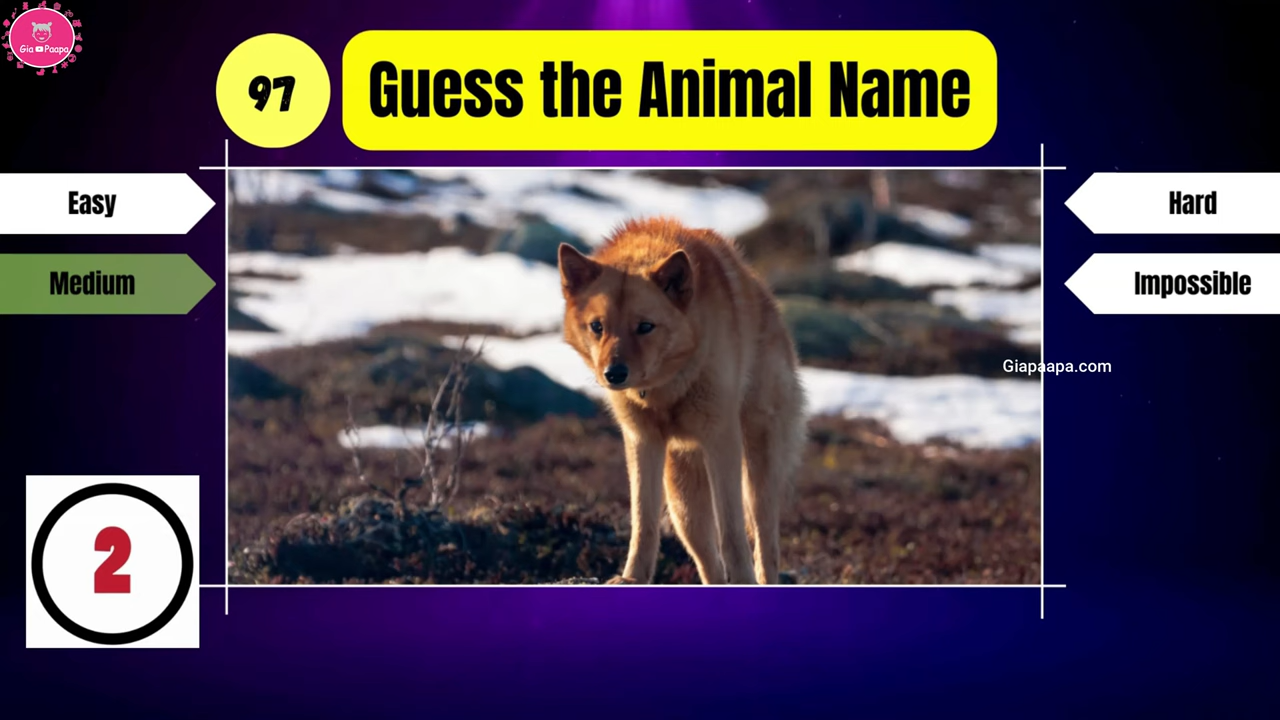 Gia Paapa
97
Guess the Animal Name
Easy
Medium
Hard
Impossible
Giapaapa.com
2